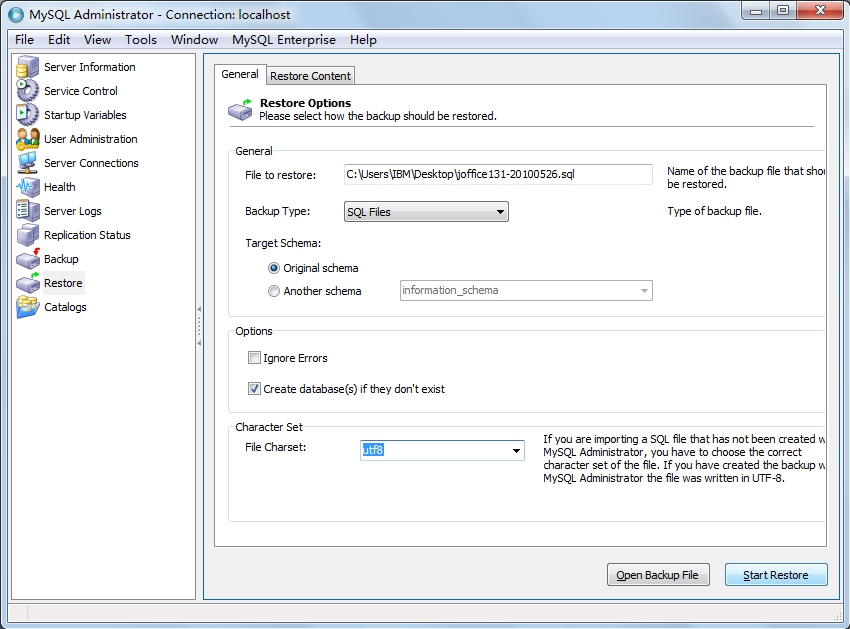 MySQL Administrator - Connection: localhost
File Edit View Tools Window MySQL Enterprise Help
Server Information
Service Control
Startup Variables
User Administration
Server Connections
Health
Server Logs
Replication Status
Backup
Restore
Catalogs
General Restore Content
Restore Options
Please select how the backup should be restored.
General
File to restore: C:\Users\IBM\Desktop\joffice131-20100526.sql Name of the backup file that shou
be restored.
Backup Type: SQL Files Type of backup file.
Target Schema:
Original schema
Another schema information_schema
Options
Ignore Errors
Create database(s) if they don't exist
Character Set
File Charset: utf8
If you are importing a SQL file that has not been created w
MySQL Administrator, you have to choose the correct
character set of the file. If you have created the backup w
MySQL Administrator the file was written in UTF-8.
Open Backup File Start Restore